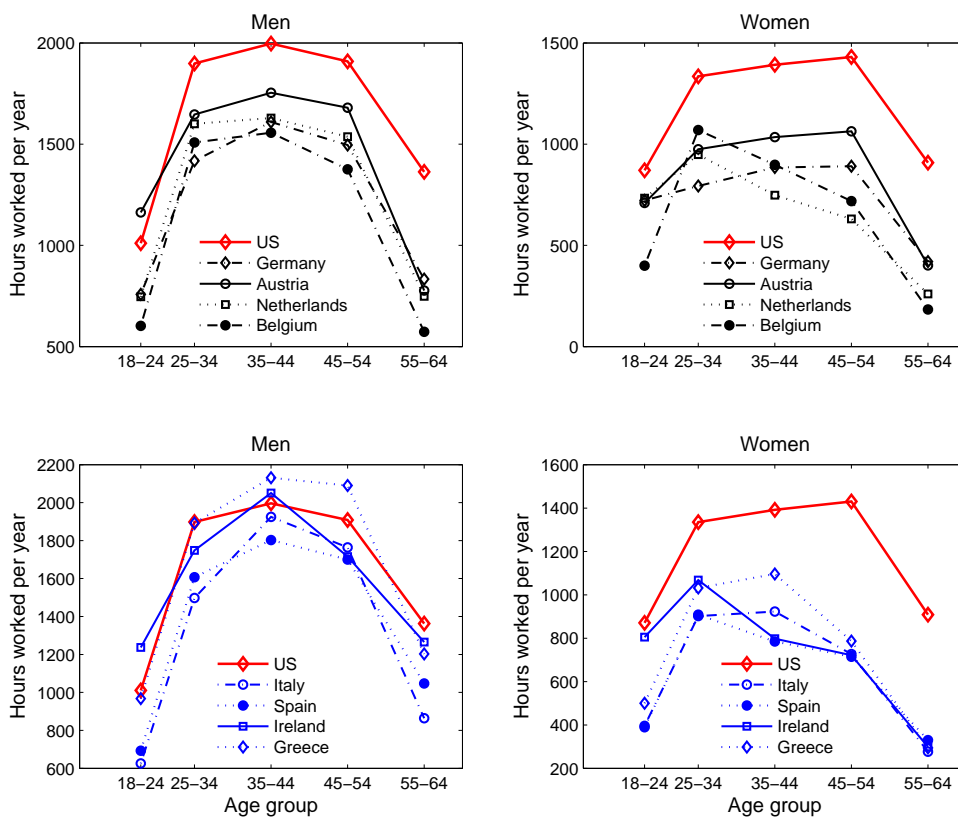 Men
Hours worked per year
2000
1500
1000
500
US
Germany
Austria
Netherlands
Belgium
18–24 25–34 35–44 45–54 55–64
Women
Hours worked per year
1500
1000
500
0
US
Germany
Austria
Netherlands
Belgium
18–24 25–34 35–44 45–54 55–64
Men
Hours worked per year
2200
2000
1800
1600
1400
1200
1000
800
600
US
Italy
Spain
Ireland
Greece
18–24 25–34 35–44 45–54 55–64
Age group
Women
Hours worked per year
1600
1400
1200
1000
800
600
400
200
US
Italy
Spain
Ireland
Greece
18–24 25–34 35–44 45–54 55–64
Age group